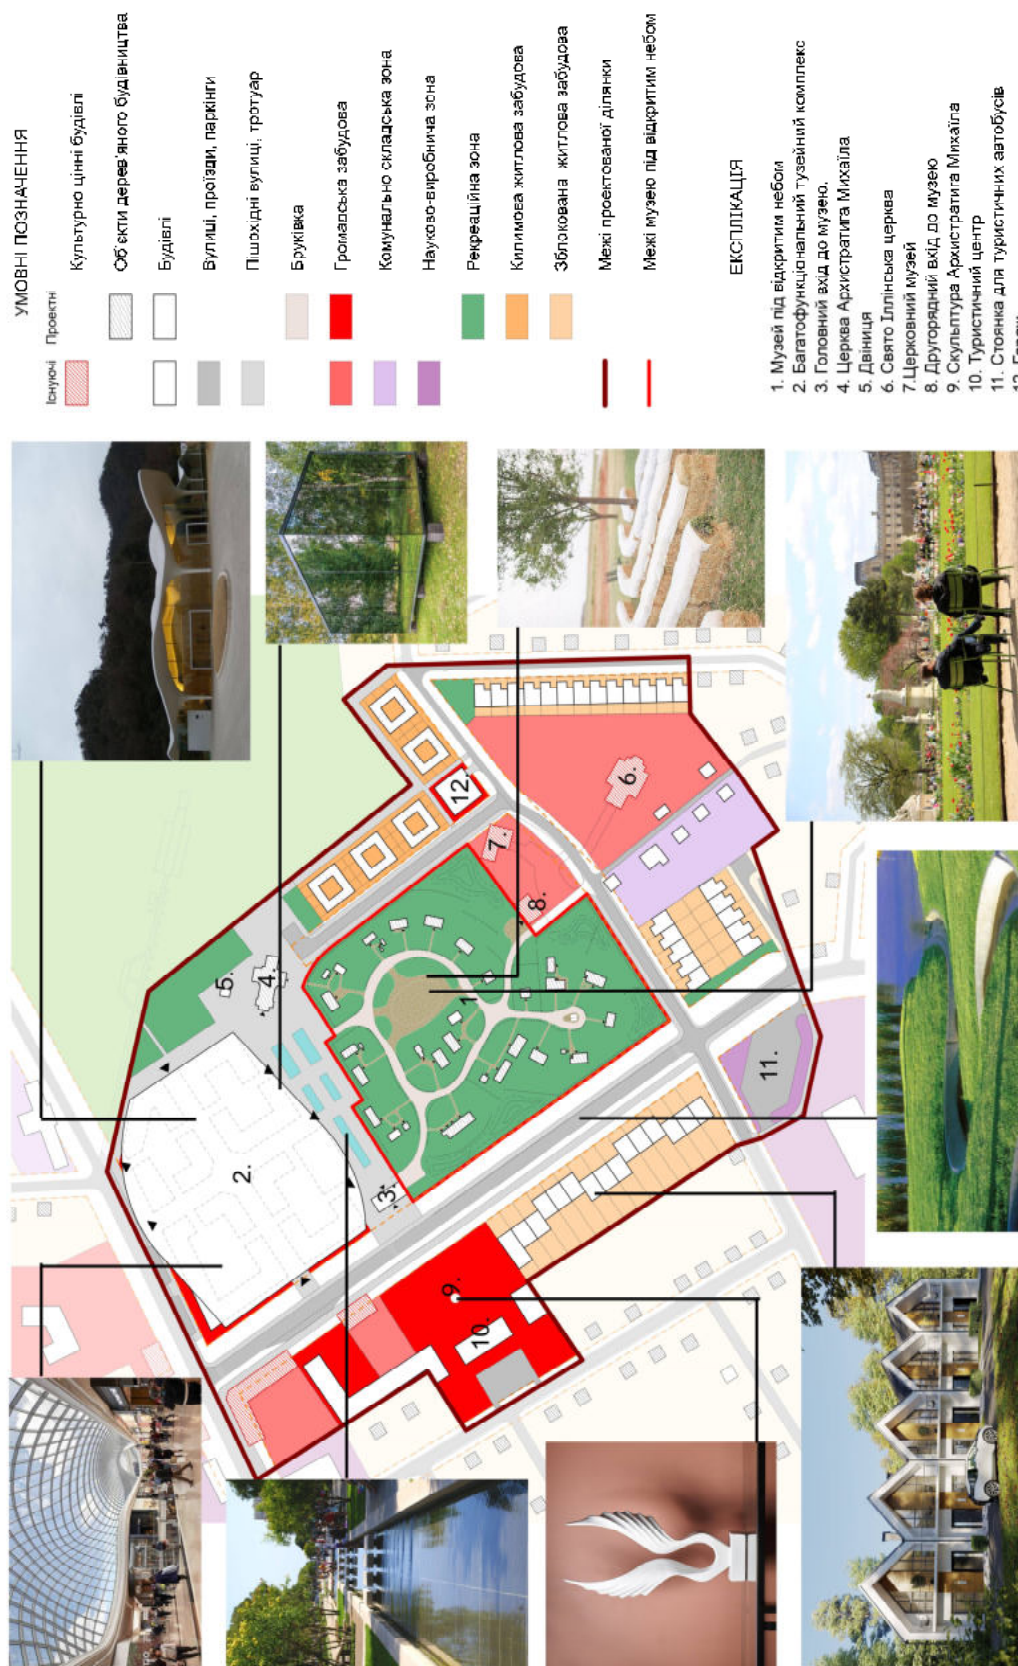 УМОВНІ ПОЗНАЧЕННЯ
Існуючі Проектні
Культурно цінні будівлі
Об'єкти дерев'яного будівництва
Будівлі
Вулиці, проїзди, паркінги
Пішохідні вулиці, тротуар
Бруківка
Громадська забудова
Комунально складська зона
Науково-виробнича зона
Рекреаційна зона
Килимова житлова забудова
Зблокована житлова забудова
Межі проектованої ділянки
Межі музею під відкритим небом
ЕКСПЛІКАЦІЯ
1. Музей під відкритим небом
2. Багатофункціональний тузейний комплекс
3. Головний вхід до музею.
4. Церква Архистратига Михаїла
5. Двіниця
6. Свято Іллінська церква
7.Церковний музей
8. Другорядний вхід до музею
9. Скульптура Архистратига Михаїла
10. Туристичний центр
11. Стоянка для туристичних автобусів
12.
2.
5.
4.
3.
1.
12.
7.
8.
6.
9.
10.
11.